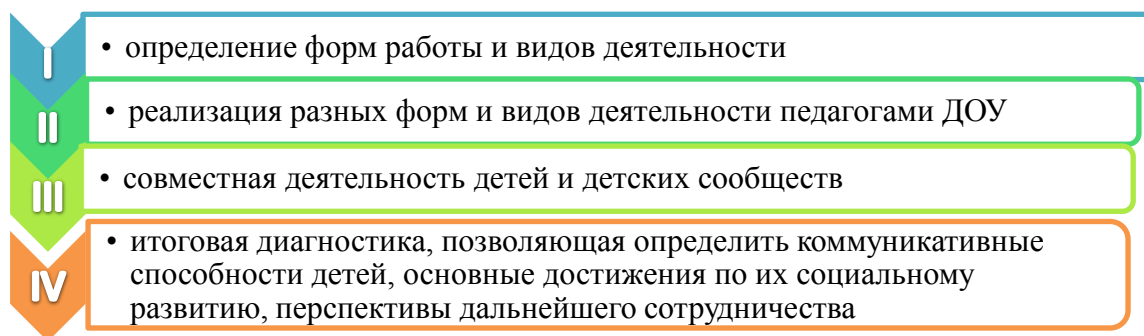 I
• определение форм работы и видов деятельности
II
• реализация разных форм и видов деятельности педагогами ДОУ
III
• совместная деятельность детей и детских сообществ
IV
• итоговая диагностика, позволяющая определить коммуникативные
способности детей, основные достижения по их социальному
развитию, перспективы дальнейшего сотрудничества